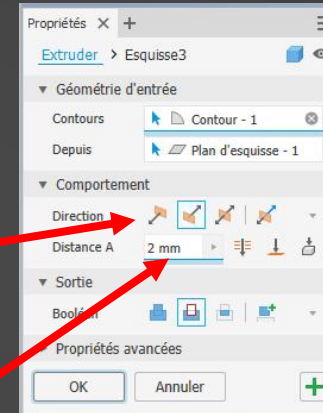 Propriétés × +
Extruder > Esquisse3
Géométrie d'entrée
Contours Contour - 1
Depuis Plan d'esquisse - 1
Comportement
Direction
Distance A 2 mm
Sortie
Booléen
Propriétés avancées
OK Annuler +